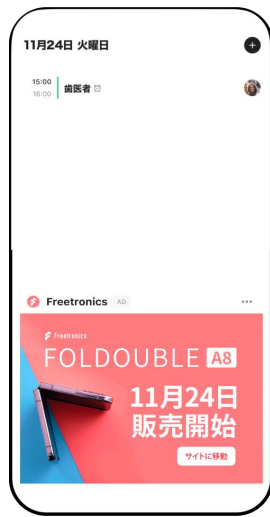 11月24日 火曜日
15:00
16:00
歯医者
Freetronics AD
Freetronics
FOLDOUBLE A8
11月24日
販売開始
サイトに移動